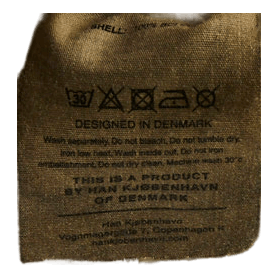 SHELL: 100%
30
DESIGNED IN DENMARK
Wash separately. Do not bleach. Do not tumble dry.
Iron low heat. Wash inside out. Do not iron
embellishment. Do not dry clean. Machine wash 30°C
THIS IS A PRODUCT
BY HAN KJØBENHAVN
OF DENMARK
Han Kjøbenhavn
Vognmagergade 7, Copenhagen K
hankjobenhavn.com